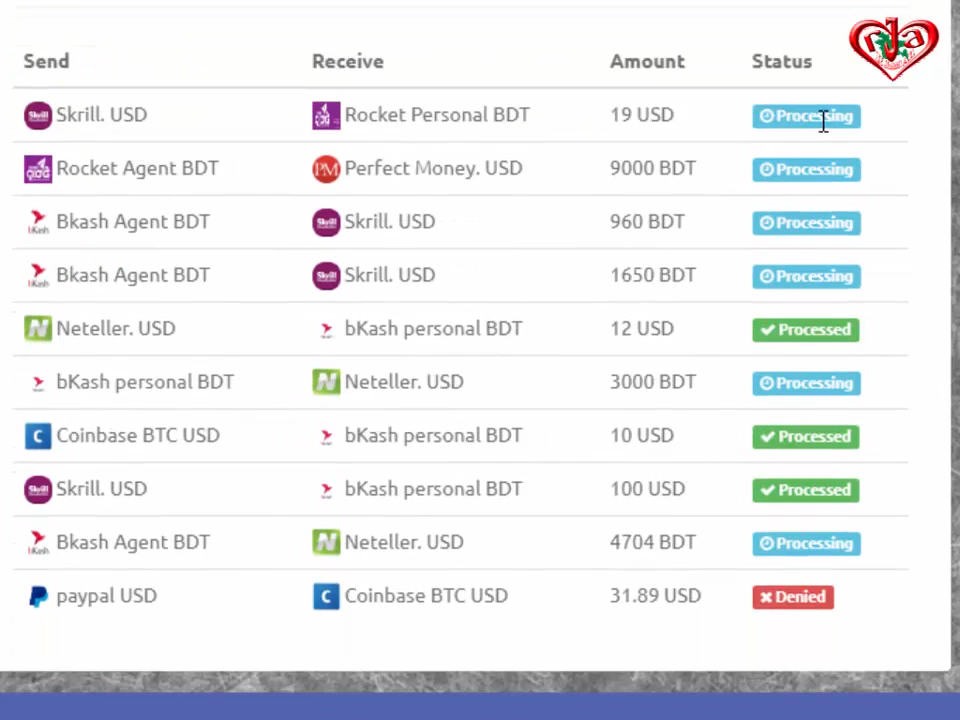 Send Receive Amount Status
Skrill. USD Rocket Personal BDT 19 USD Processing
Rocket Agent BDT Perfect Money. USD 9000 BDT Processing
Bkash Agent BDT Skrill. USD 960 BDT Processing
Bkash Agent BDT Skrill. USD 1650 BDT Processing
Neteller. USD bKash personal BDT 12 USD Processed
bKash personal BDT Neteller. USD 3000 BDT Processing
Coinbase BTC USD bKash personal BDT 10 USD Processed
Skrill. USD bKash personal BDT 100 USD Processed
Bkash Agent BDT Neteller. USD 4704 BDT Processing
paypal USD Coinbase BTC USD 31.89 USD Denied